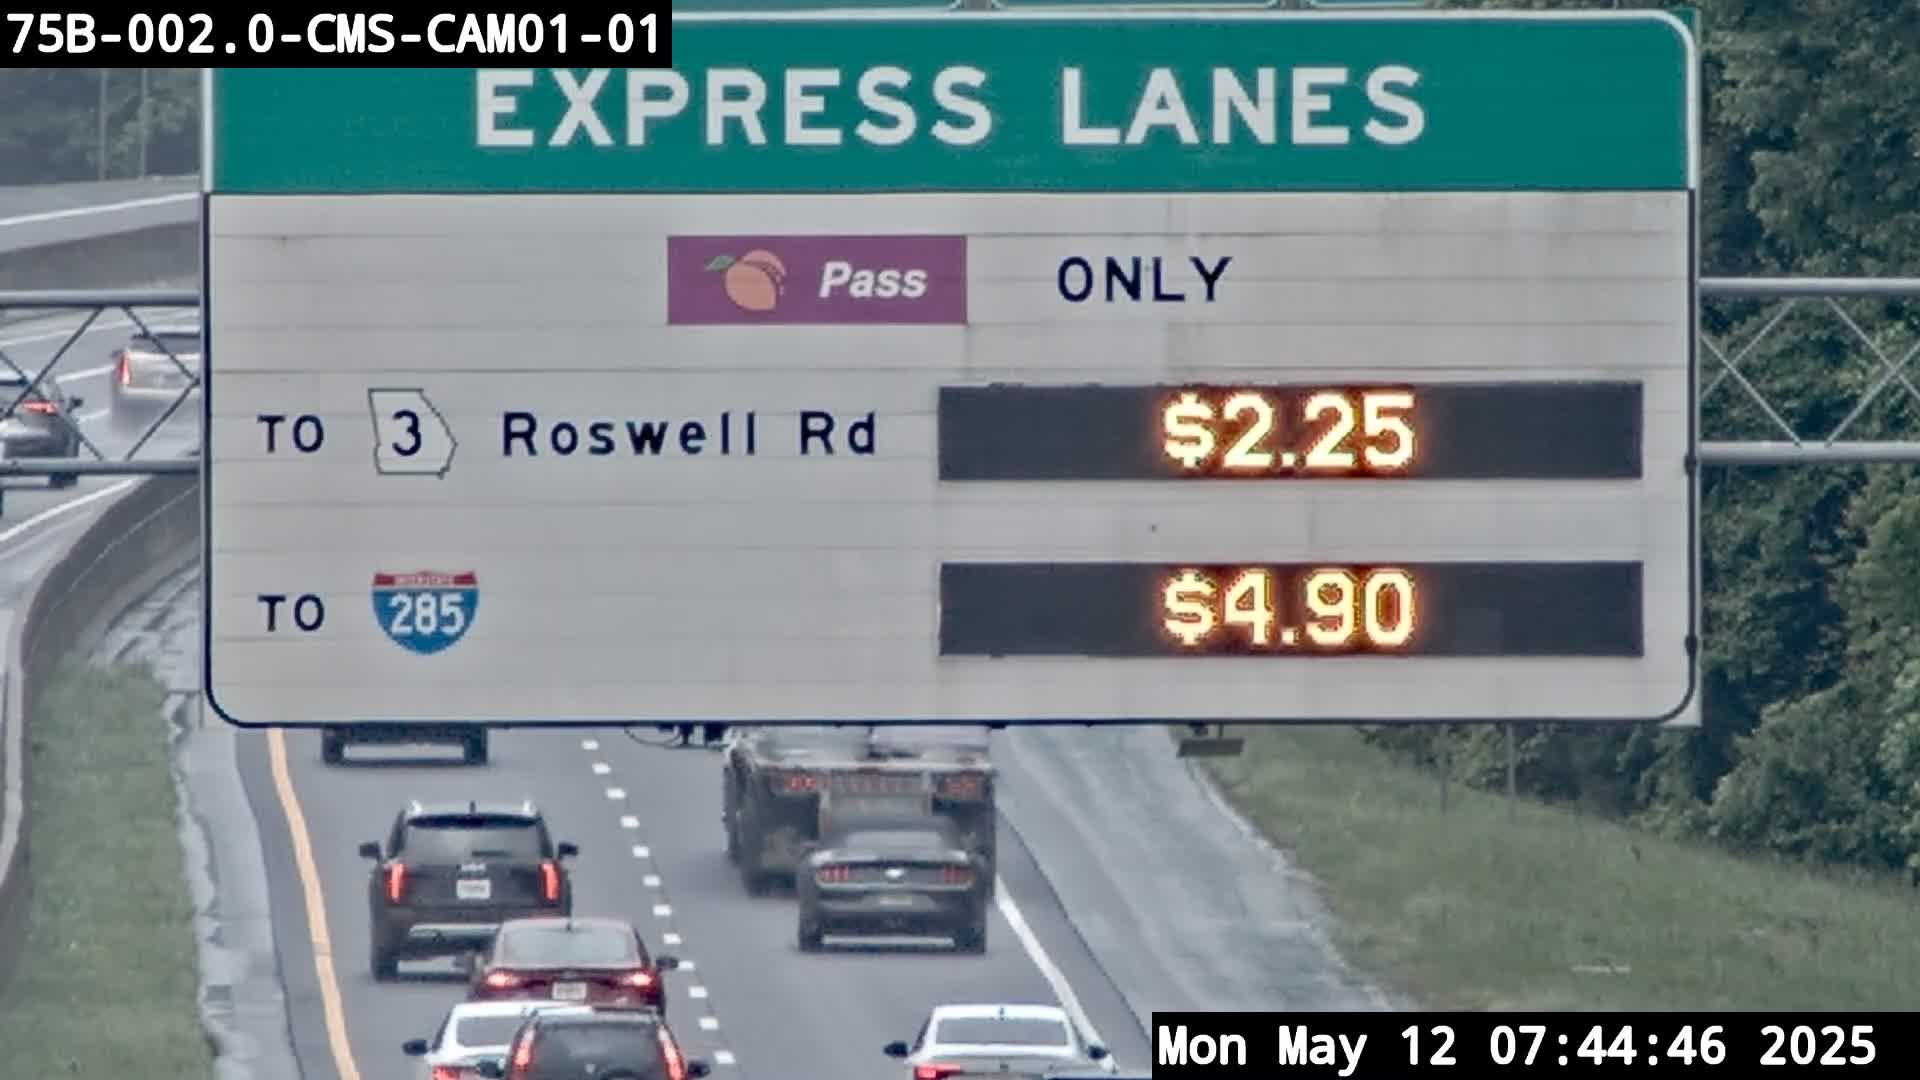 75B-002.0-CMS-CAM01-01
EXPRESS LANES
Pass ONLY
TO 3 Roswell Rd $2.25
TO INTERSTATE 285 $4.90
Mon May 12 07:44:46 2025